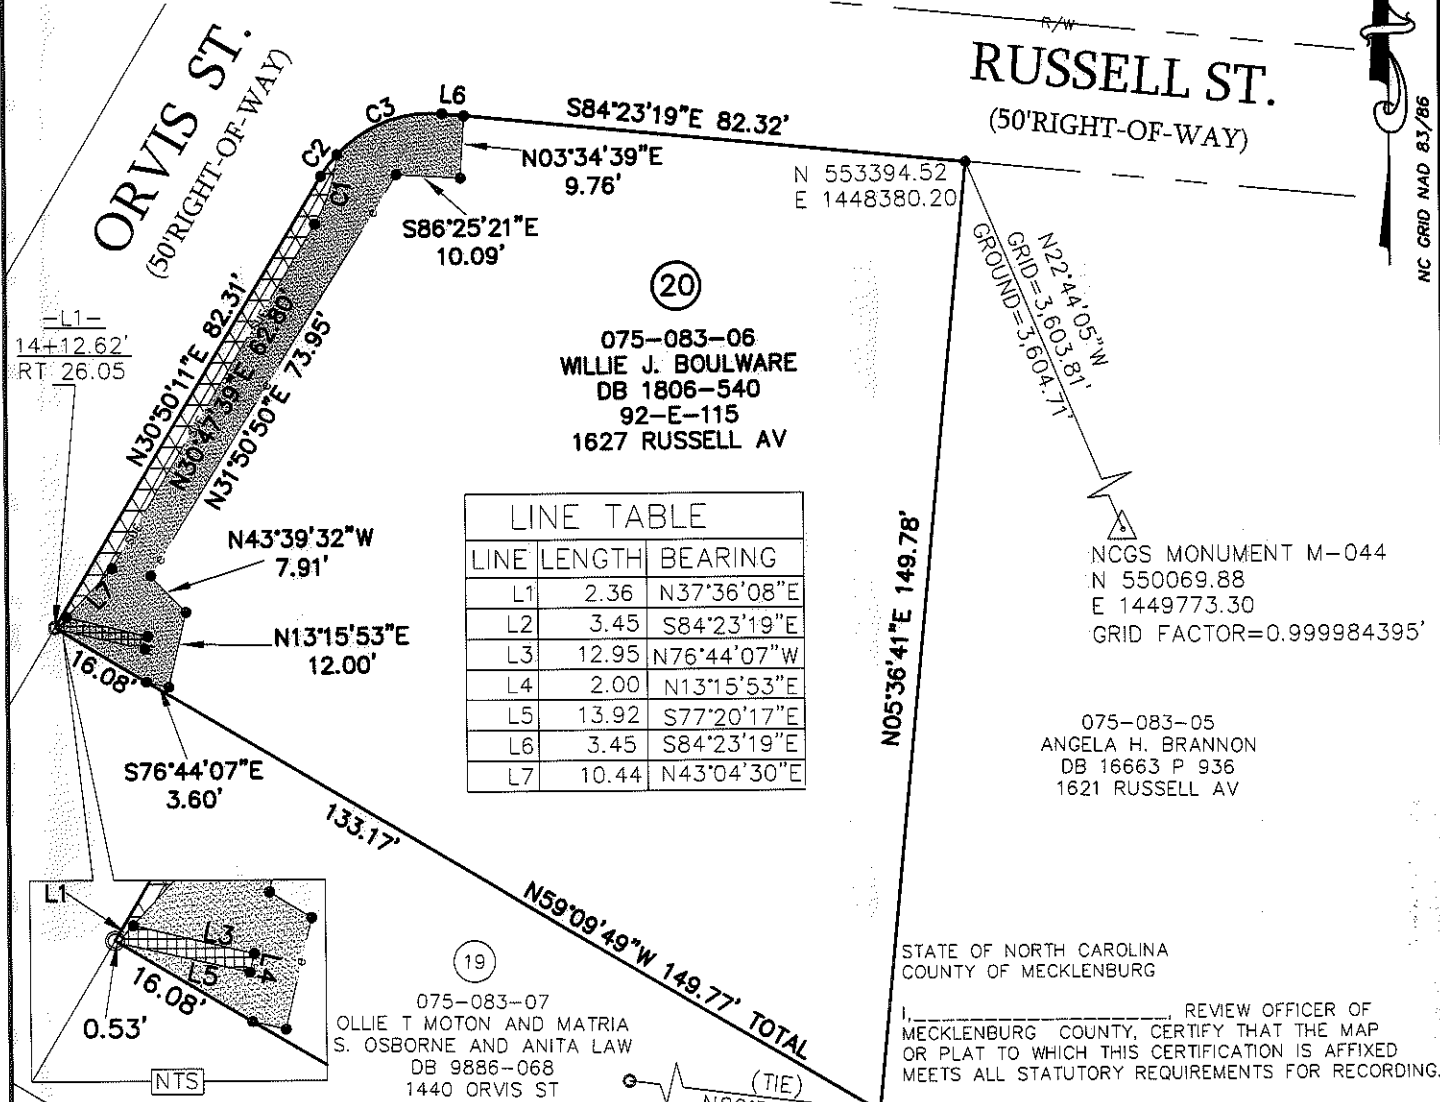 R/W
RUSSELL ST.
(50'RIGHT-OF-WAY)
NC GRID NAD 83/86
ORVIS ST.
(50'RIGHT-OF-WAY)
C2
C3
L6
C1
S84°23'19"E 82.32'
N03°34'39"E
9.76'
S86°25'21"E
10.09'
N 553394.52
E 1448380.20
N22°44'05"W
GRID=3,603.81'
GROUND=3,604.71'
-L1-
14+12.62'
RT 26.05
N30°50'11"E 82.31'
N30°47'39"E 62.80'
N31°50'50"E 73.95'
20
075-083-06
WILLIE J. BOULWARE
DB 1806-540
92-E-115
1627 RUSSELL AV
N43°39'32"W
7.91'
L7
N13°15'53"E
12.00'
16.08'
S76°44'07"E
3.60'
LINE TABLE
LINE LENGTH BEARING
L1 2.36 N37°36'08"E
L2 3.45 S84°23'19"E
L3 12.95 N76°44'07"W
L4 2.00 N13°15'53"E
L5 13.92 S77°20'17"E
L6 3.45 S84°23'19"E
L7 10.44 N43°04'30"E
N05°36'41"E 149.78'
NCGS MONUMENT M-044
N 550069.88
E 1449773.30
GRID FACTOR=0.999984395'
075-083-05
ANGELA H. BRANNON
DB 16663 P 936
1621 RUSSELL AV
133.17'
N59°09'49"W 149.77' TOTAL
L1
L3
L4
L5
16.08'
0.53'
NTS
19
075-083-07
OLLIE T MOTON AND MATRIA
S. OSBORNE AND ANITA LAW
DB 9886-068
1440 ORVIS ST
(TIE)
STATE OF NORTH CAROLINA
COUNTY OF MECKLENBURG
I,____________________, REVIEW OFFICER OF
MECKLENBURG COUNTY, CERTIFY THAT THE MAP
OR PLAT TO WHICH THIS CERTIFICATION IS AFFIXED
MEETS ALL STATUTORY REQUIREMENTS FOR RECORDING.